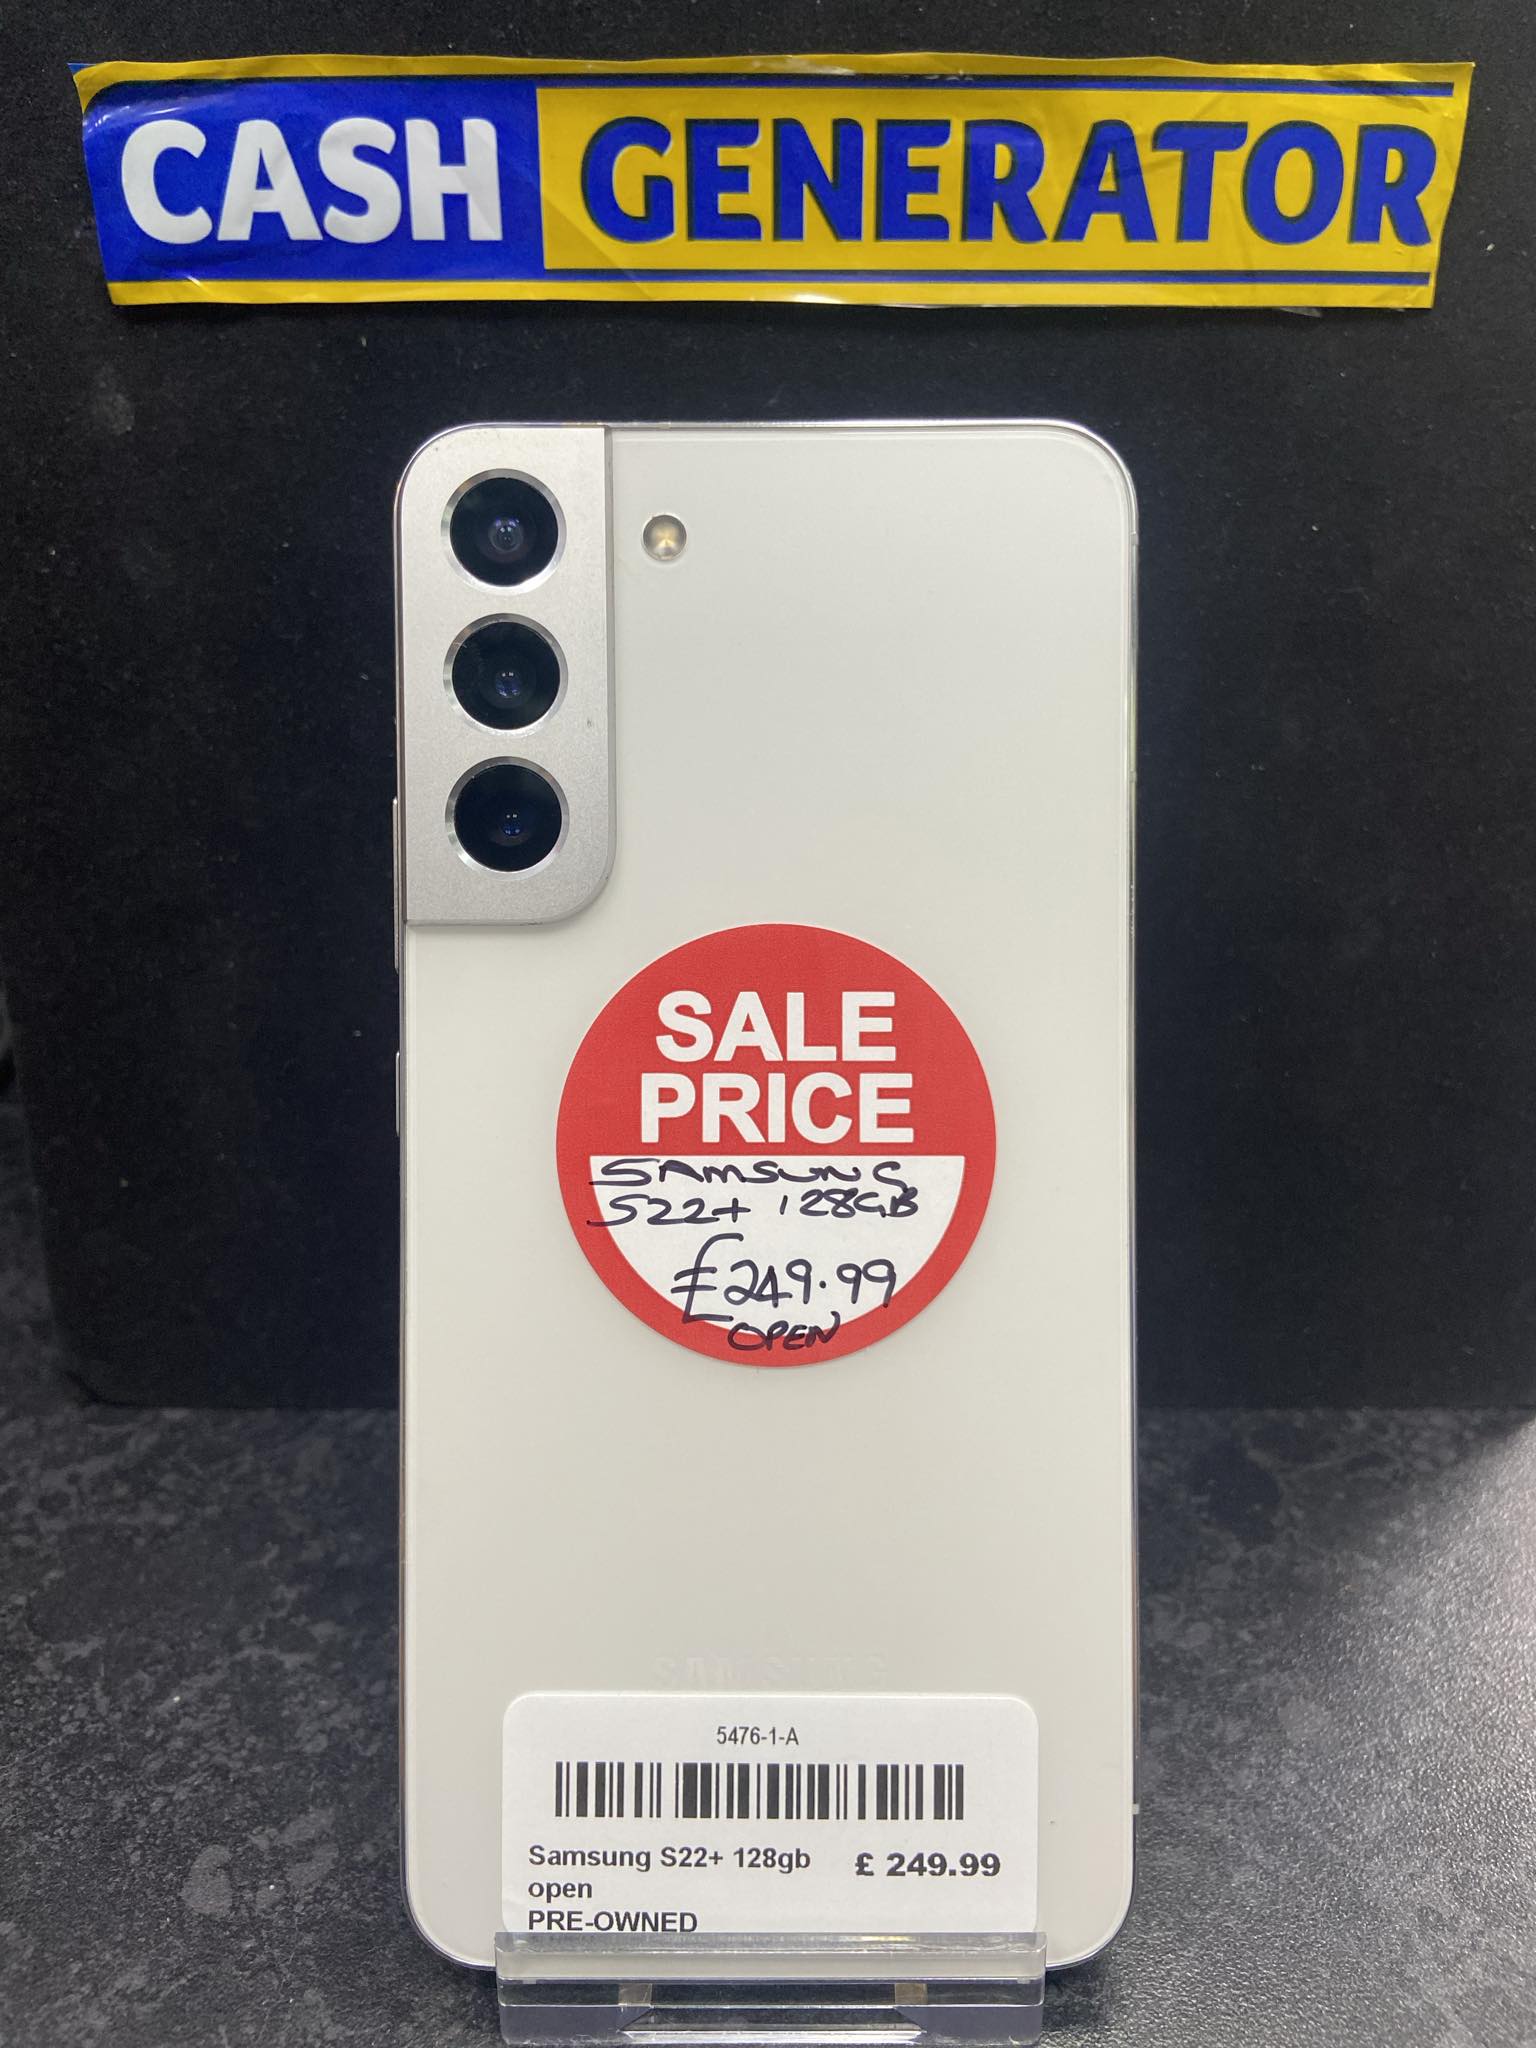 CASH GENERATOR
SALE
PRICE
SAMSUNG
S22+ 128GB
£249.99
OPEN
SAMSUNG
5476-1-A
Samsung S22+ 128gb £ 249.99
open
PRE-OWNED